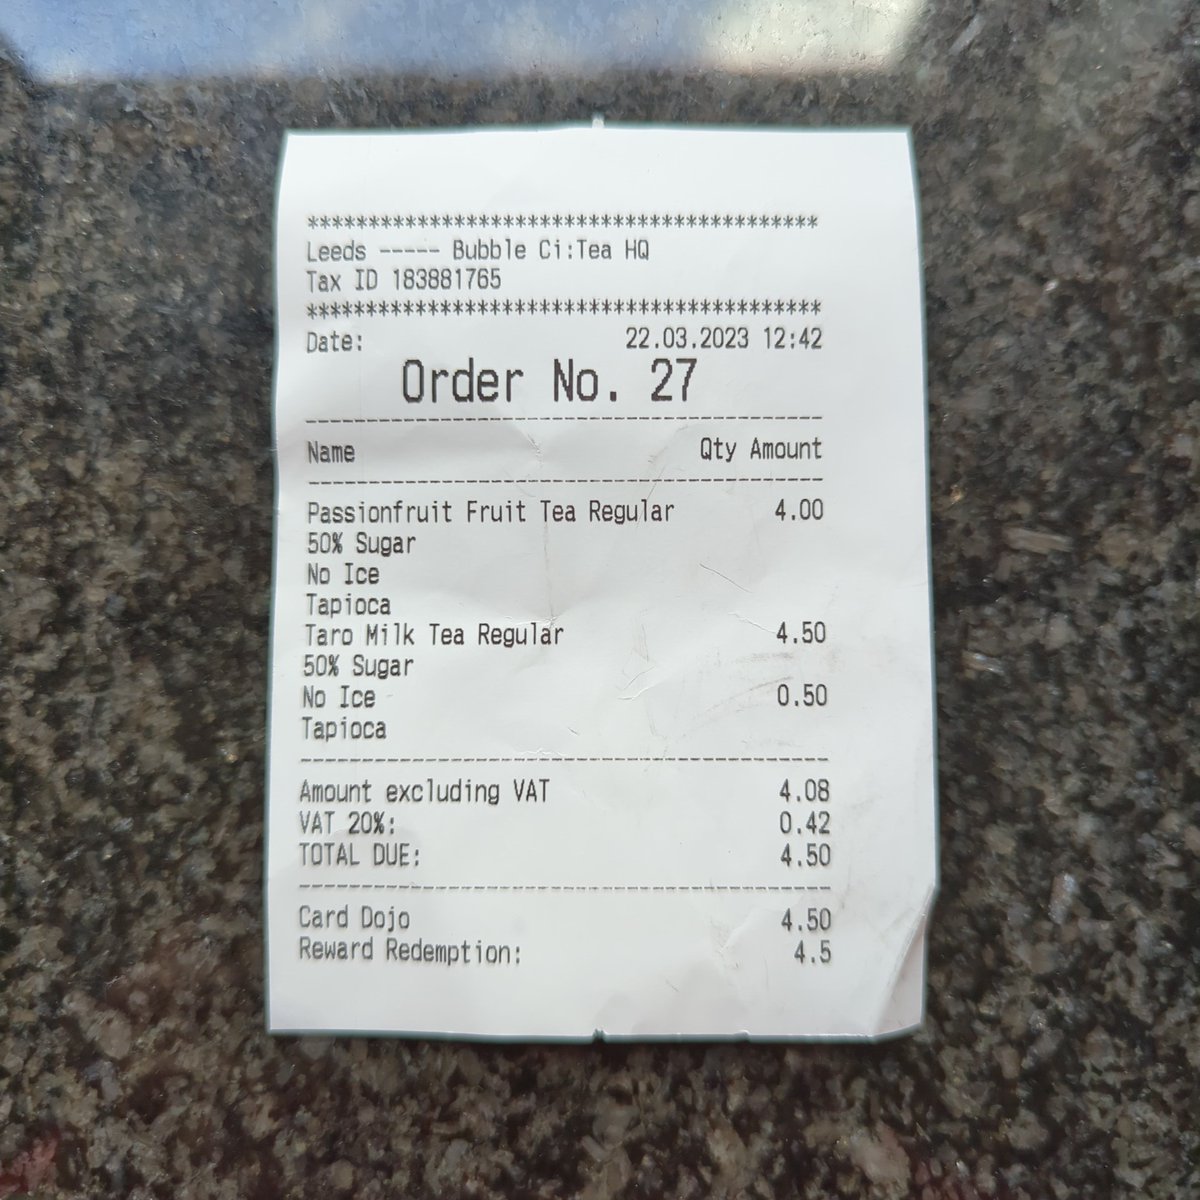 ******************************************
Leeds ----- Bubble Ci:Tea HQ
Tax ID 183881765
******************************************
Date: 22.03.2023 12:42
Order No. 27
------------------------------------------
Name Qty Amount
------------------------------------------
Passionfruit Fruit Tea Regular 4.00
50% Sugar
No Ice
Tapioca
Taro Milk Tea Regular 4.50
50% Sugar
No Ice 0.50
Tapioca
------------------------------------------
Amount excluding VAT 4.08
VAT 20%: 0.42
TOTAL DUE: 4.50
------------------------------------------
Card Dojo 4.50
Reward Redemption: 4.5